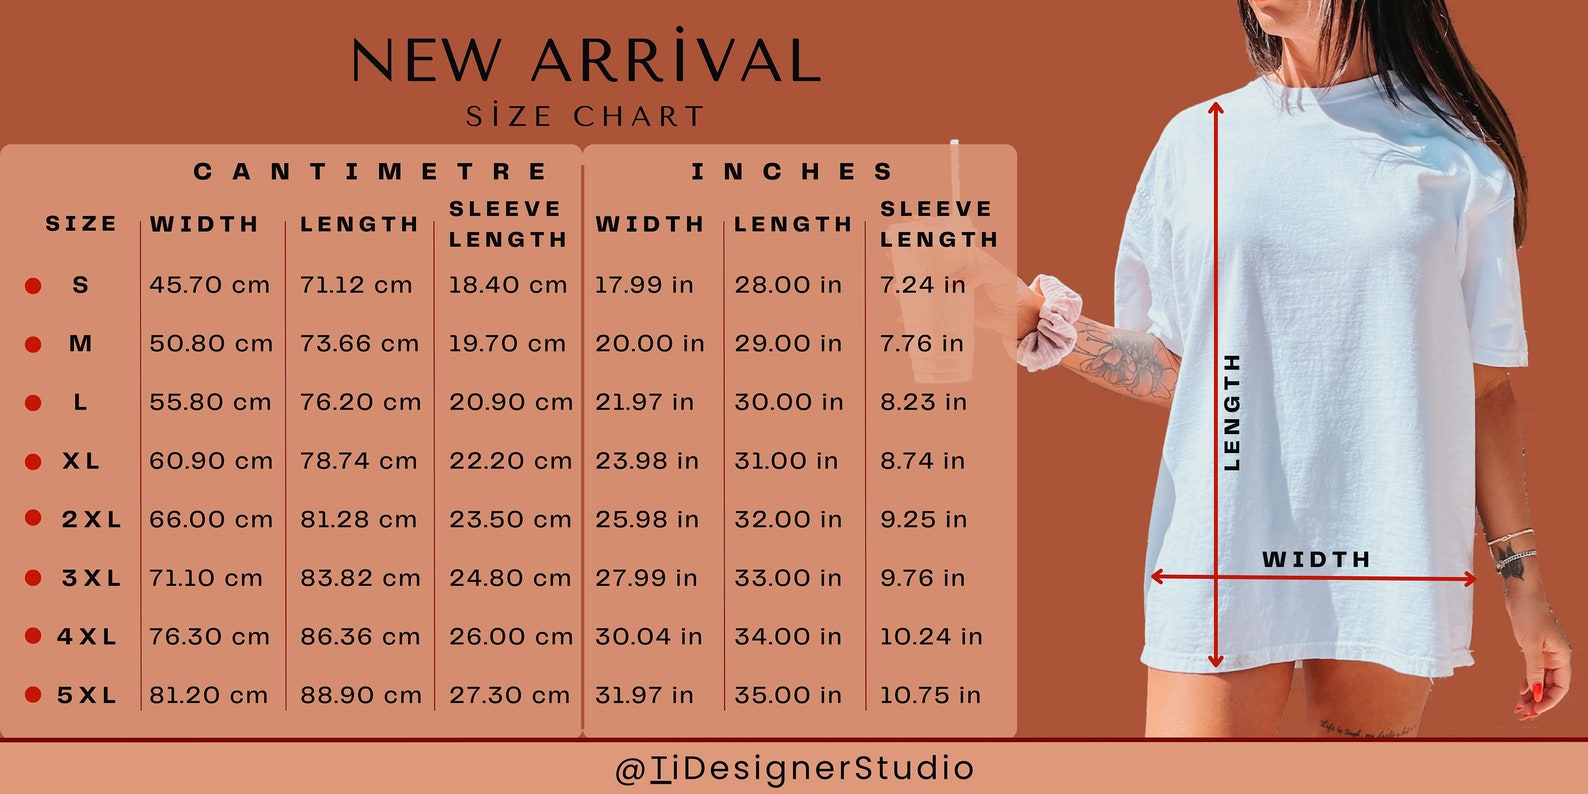 NEW ARRİVAL
SİZE CHART
CANTIMETRE INCHES
SIZE WIDTH LENGTH SLEEVE LENGTH WIDTH LENGTH SLEEVE LENGTH
S 45.70 cm 71.12 cm 18.40 cm 17.99 in 28.00 in 7.24 in
M 50.80 cm 73.66 cm 19.70 cm 20.00 in 29.00 in 7.76 in
L 55.80 cm 76.20 cm 20.90 cm 21.97 in 30.00 in 8.23 in
XL 60.90 cm 78.74 cm 22.20 cm 23.98 in 31.00 in 8.74 in
2XL 66.00 cm 81.28 cm 23.50 cm 25.98 in 32.00 in 9.25 in
3XL 71.10 cm 83.82 cm 24.80 cm 27.99 in 33.00 in 9.76 in
4XL 76.30 cm 86.36 cm 26.00 cm 30.04 in 34.00 in 10.24 in
5XL 81.20 cm 88.90 cm 27.30 cm 31.97 in 35.00 in 10.75 in
LENGTH
WIDTH
@TiDesignerStudio